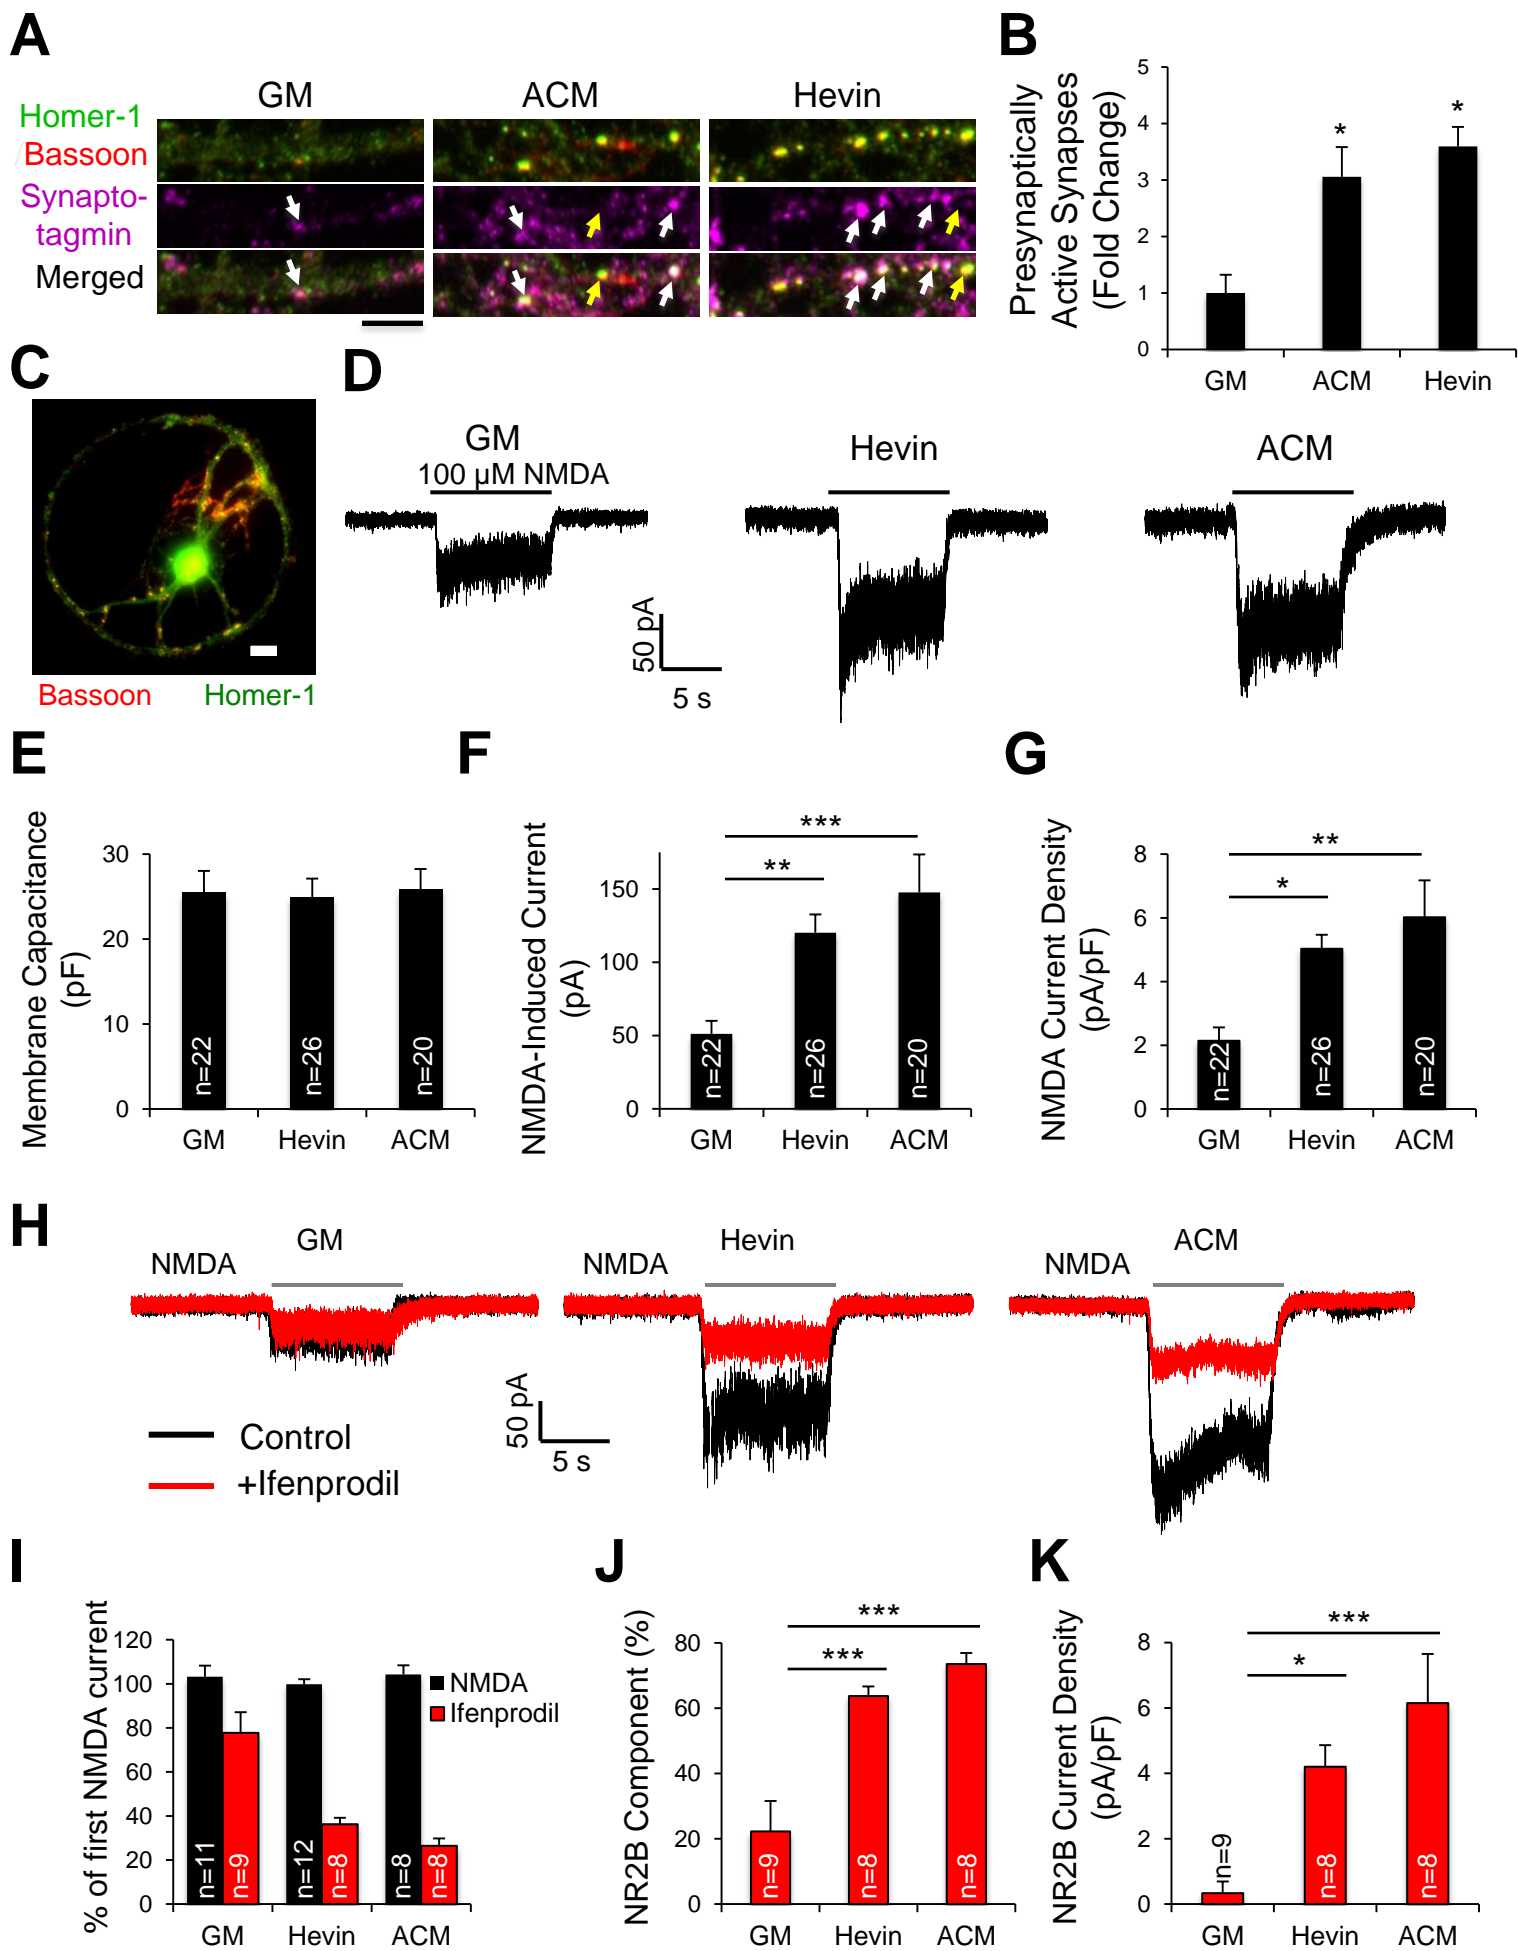 A
GM
ACM
Hevin
Homer-1
/Bassoon
Synapto-
tagmin
Merged
B
Presynaptically
Active Synapses
(Fold Change)
5
4
3
2
1
0
*
*
GM
ACM
Hevin
C
Bassoon
Homer-1
D
GM
100 µM NMDA
Hevin
ACM
50 pA
5 s
E
Membrane Capacitance
(pF)
30
20
10
0
n=22
n=26
n=20
GM
Hevin
ACM
F
NMDA-Induced Current
(pA)
150
100
50
0
***
**
n=22
n=26
n=20
GM
Hevin
ACM
G
NMDA Current Density
(pA/pF)
8
6
4
2
0
**
*
n=22
n=26
n=20
GM
Hevin
ACM
H
GM
NMDA
Hevin
NMDA
ACM
NMDA
50 pA
5 s
Control
+Ifenprodil
I
% of first NMDA current
120
100
80
60
40
20
0
NMDA
Ifenprodil
n=11
n=9
n=12
n=8
n=8
n=8
GM
Hevin
ACM
J
NR2B Component (%)
80
60
40
20
0
***
***
n=9
n=8
n=8
GM
Hevin
ACM
K
NR2B Current Density
(pA/pF)
8
6
4
2
0
***
*
n=9
n=8
n=8
GM
Hevin
ACM